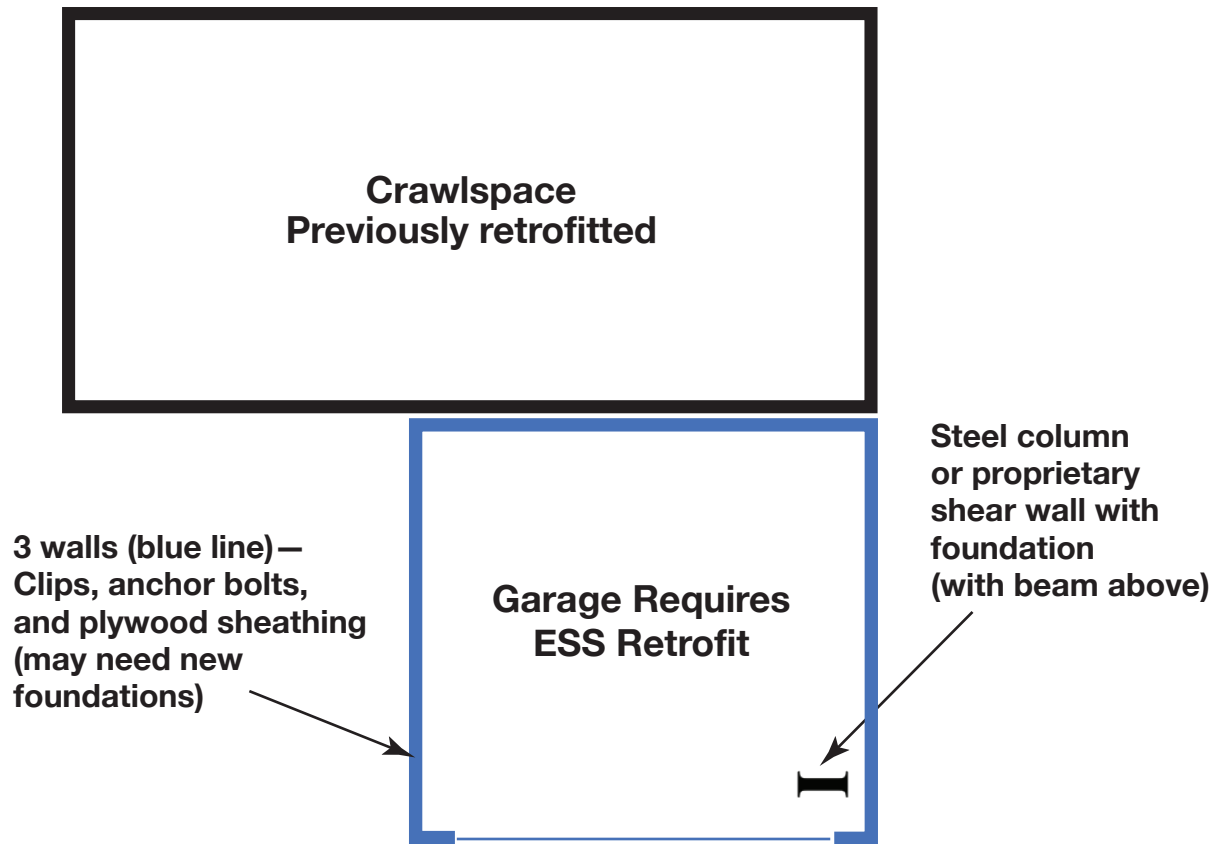 Crawlspace
Previously retrofitted
Steel column
or proprietary
shear wall with
foundation
(with beam above)
3 walls (blue line)—
Clips, anchor bolts,
and plywood sheathing
(may need new
foundations)
Garage Requires
ESS Retrofit